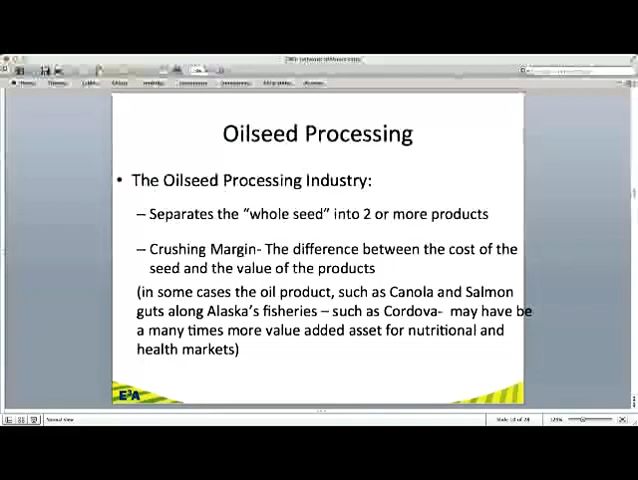 Oilseed Processing
• The Oilseed Processing Industry:
– Separates the “whole seed” into 2 or more products
– Crushing Margin- The difference between the cost of the
seed and the value of the products
(in some cases the oil product, such as Canola and Salmon
guts along Alaska’s fisheries – such as Cordova- may have be
a many times more value added asset for nutritional and
health markets)
E3A
Normal View